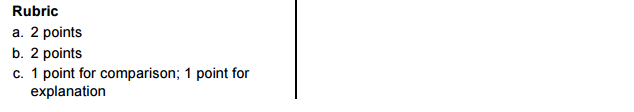 Rubric
a. 2 points
b. 2 points
c. 1 point for comparison; 1 point for
explanation